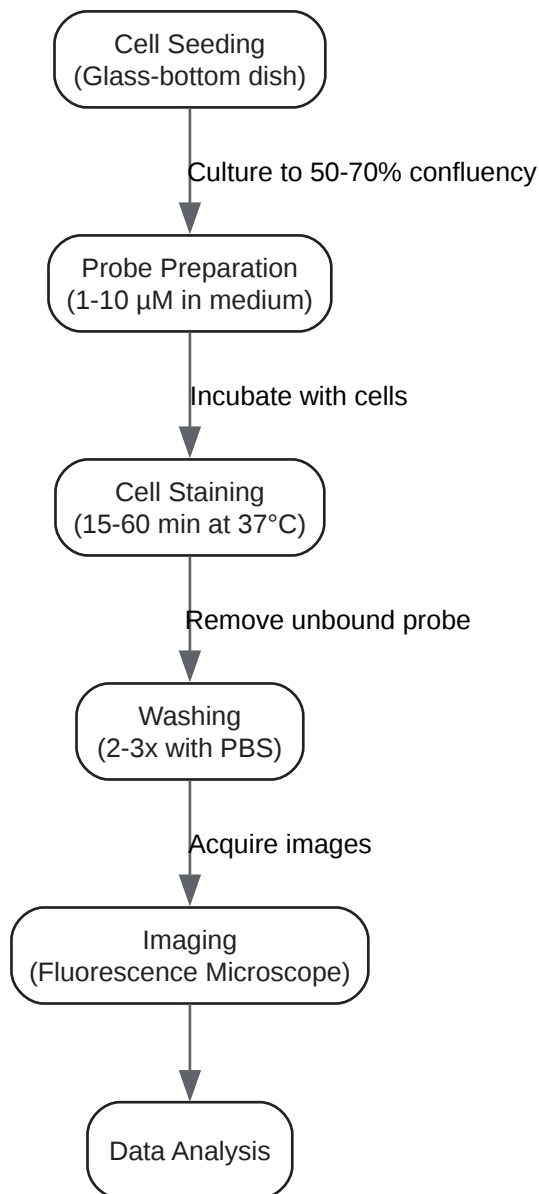 Cell Seeding
(Glass-bottom dish)
Culture to 50-70% confluency
Probe Preparation
(1-10 µM in medium)
Incubate with cells
Cell Staining
(15-60 min at 37°C)
Remove unbound probe
Washing
(2-3x with PBS)
Acquire images
Imaging
(Fluorescence Microscope)
Data Analysis